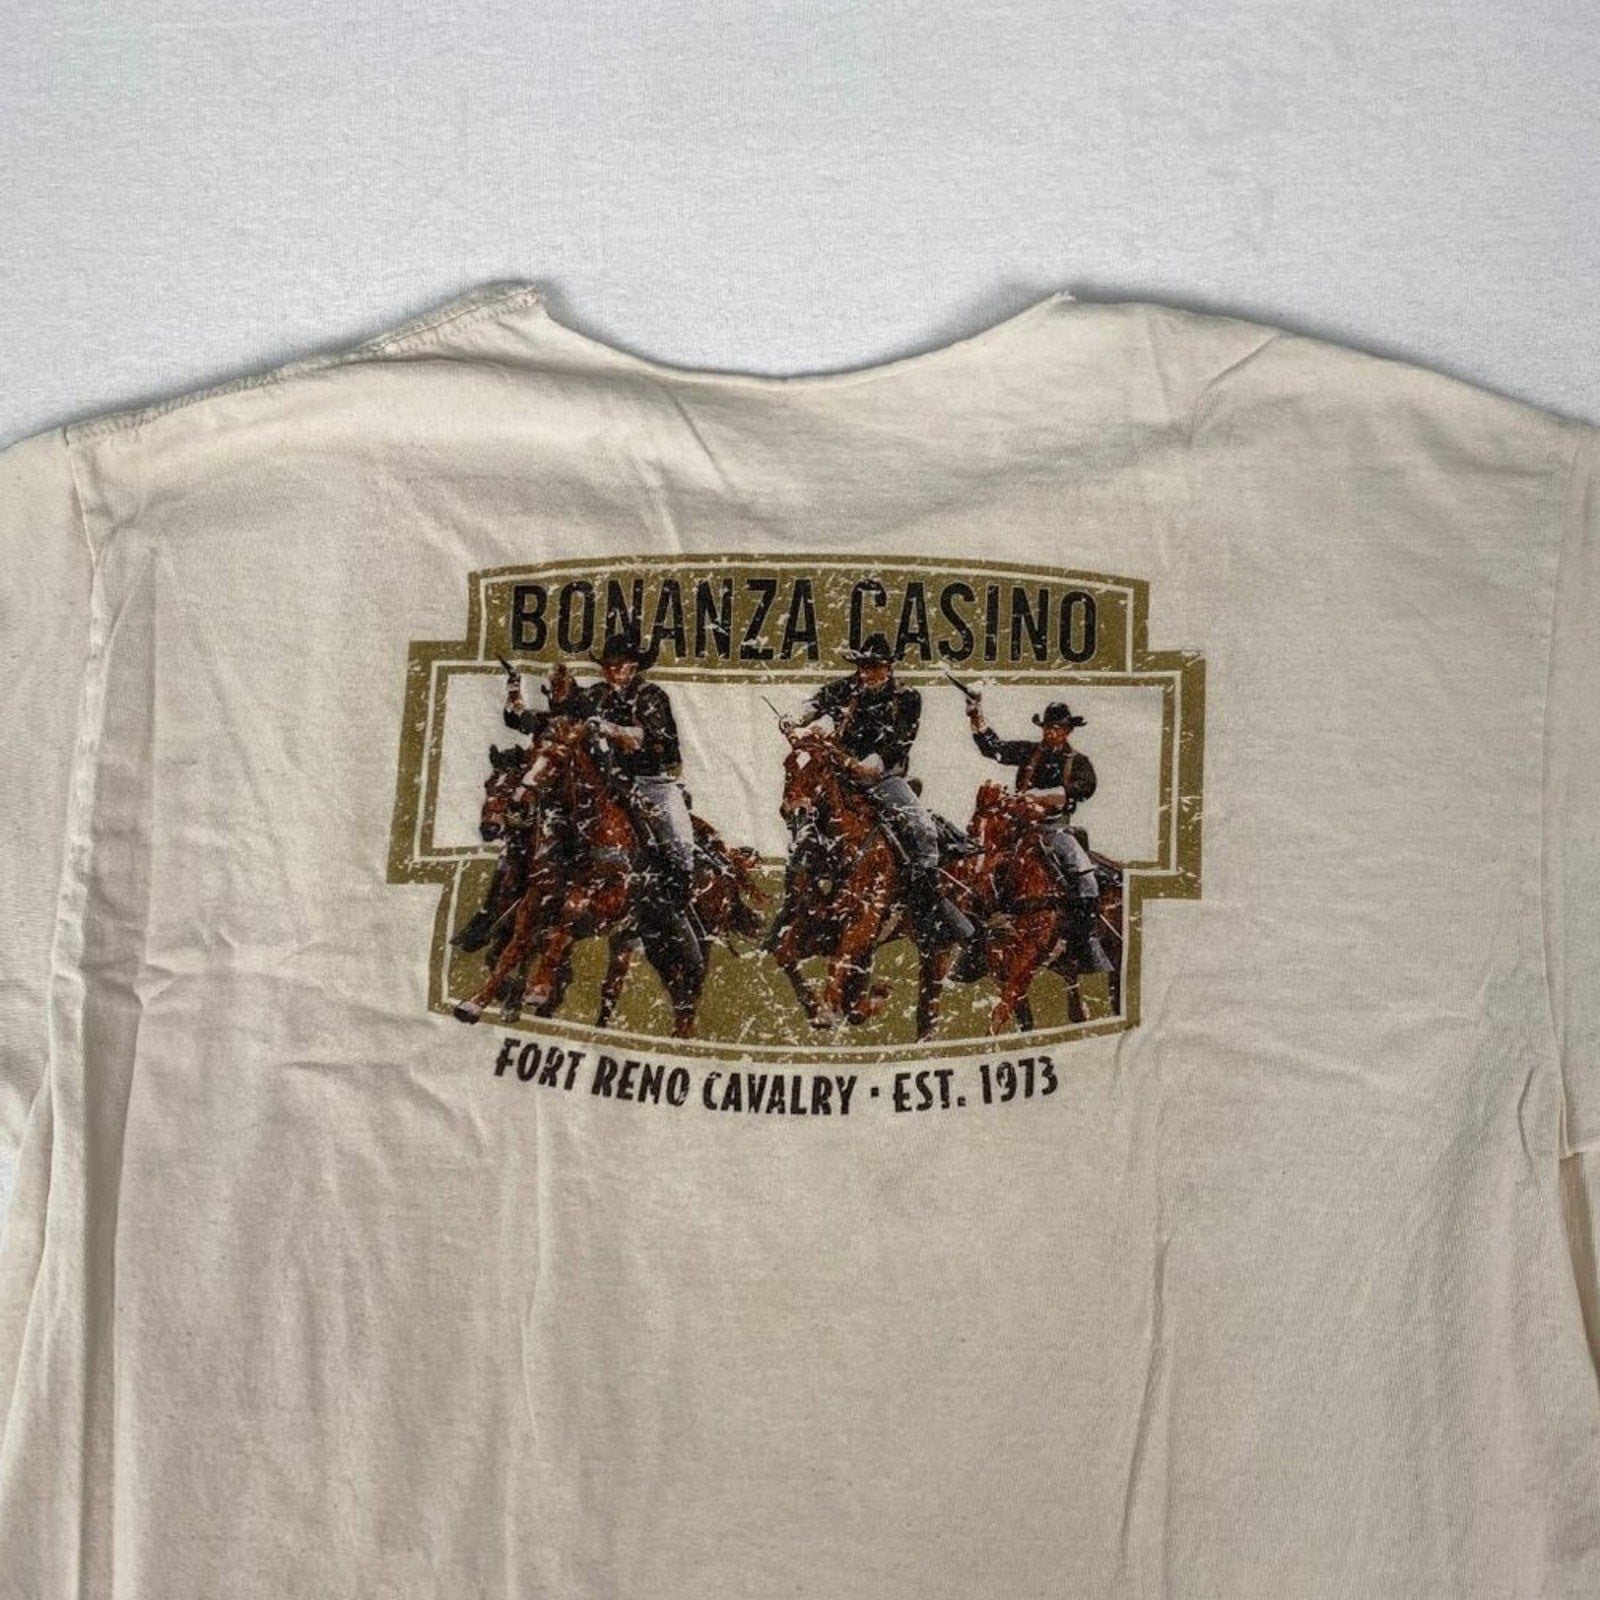 BONANZA CASINO
FORT RENO CAVALRY · EST. 1973